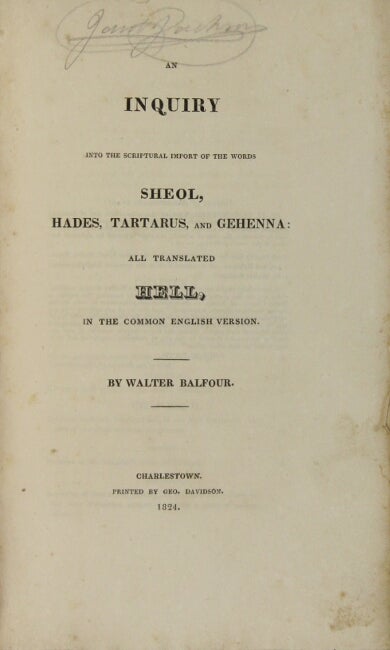 AN
INQUIRY
INTO THE SCRIPTURAL IMPORT OF THE WORDS
SHEOL,
HADES, TARTARUS, AND GEHENNA:
ALL TRANSLATED
HELL,
IN THE COMMON ENGLISH VERSION.
BY WALTER BALFOUR.
CHARLESTOWN.
PRINTED BY GEO. DAVIDSON.
1824.